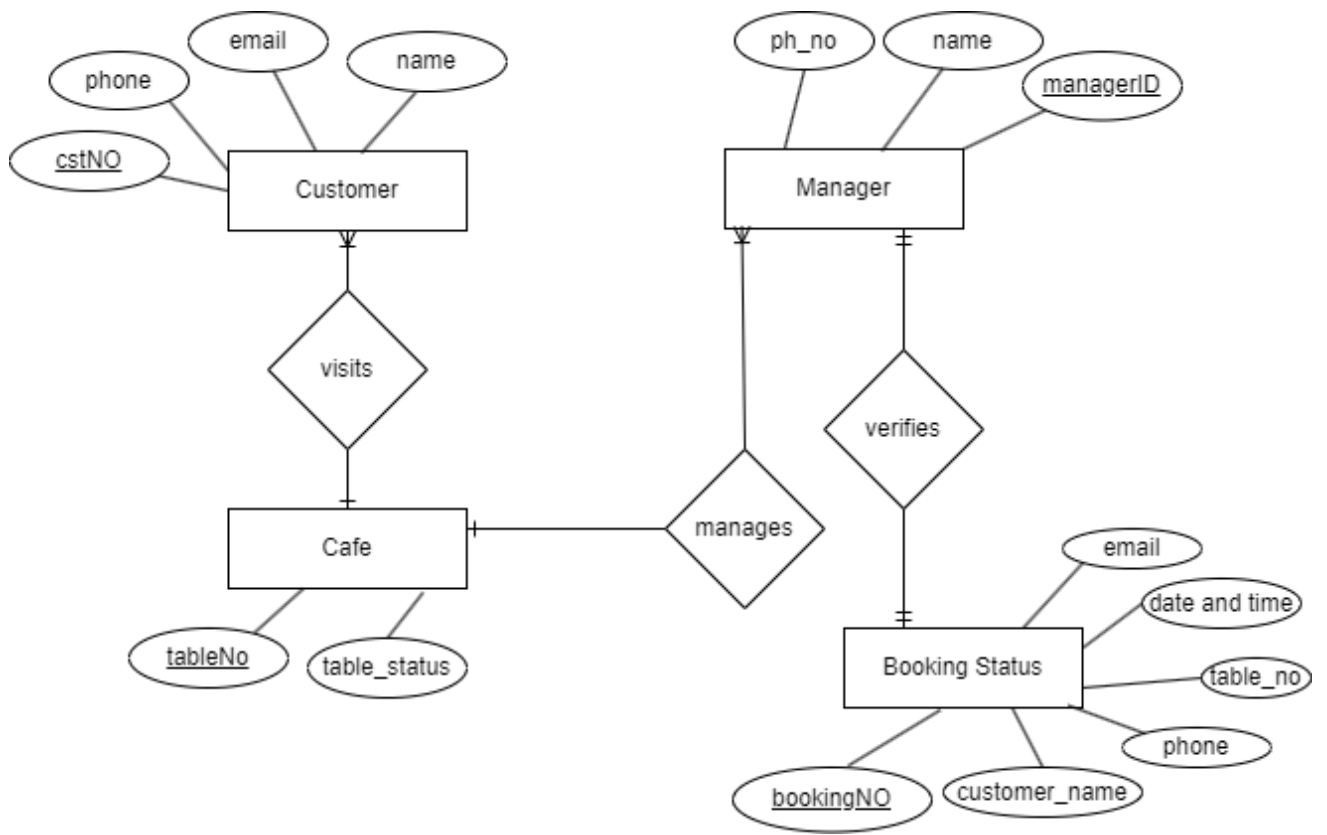 email
name
phone
cstNO
Customer
ph_no
name
managerID
Manager
visits
verifies
Cafe
manages
tableNo
table_status
email
date and time
Booking Status
table_no
phone
bookingNO
customer_name